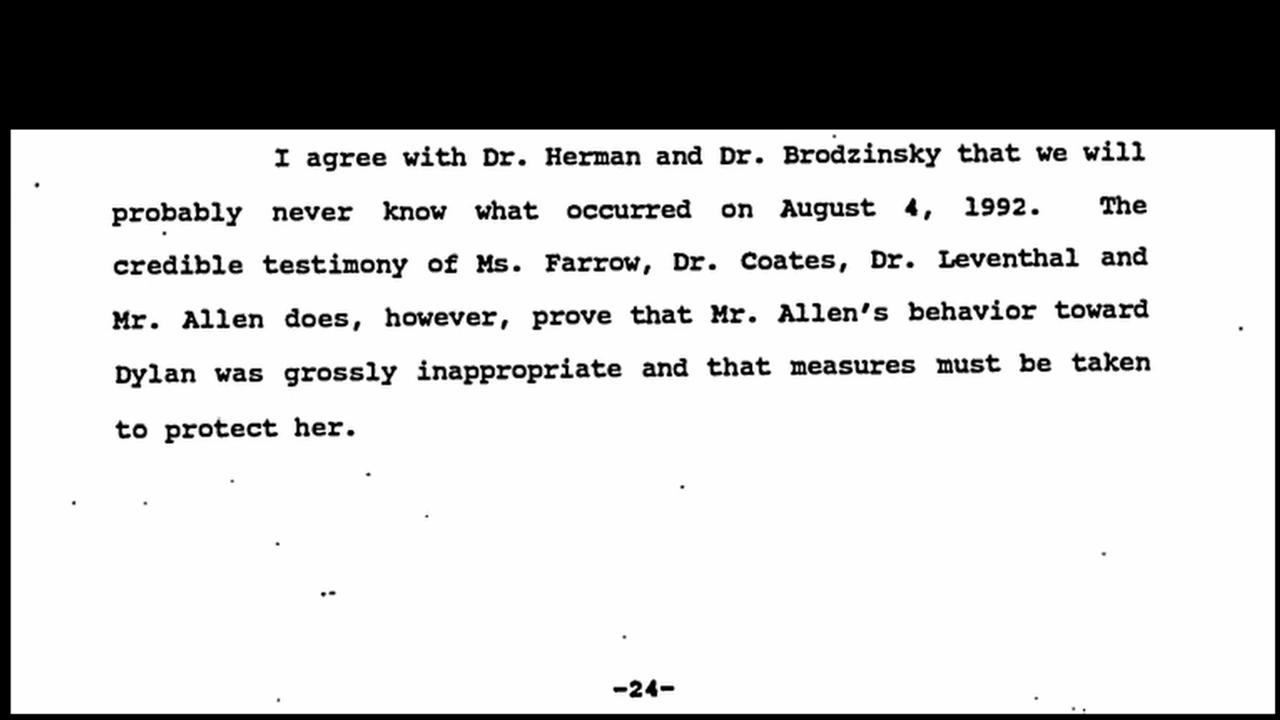 I agree with Dr. Herman and Dr. Brodzinsky that we will
probably never know what occurred on August 4, 1992. The
credible testimony of Ms. Farrow, Dr. Coates, Dr. Leventhal and
Mr. Allen does, however, prove that Mr. Allen's behavior toward
Dylan was grossly inappropriate and that measures must be taken
to protect her.
-24-